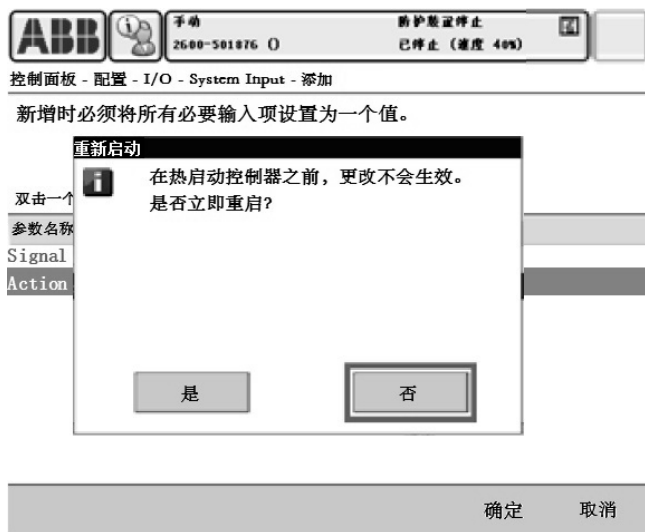 ABB
手动
防护装置停止
2600-501876 ()
已停止 (速度 40%)
控制面板 - 配置 - I/O - System Input - 添加
新增时必须将所有必要输入项设置为一个值。
重新启动
在热启动控制器之前，更改不会生效。
是否立即重启?
双击一个
参数名称
Signal
Action
是
否
确定
取消